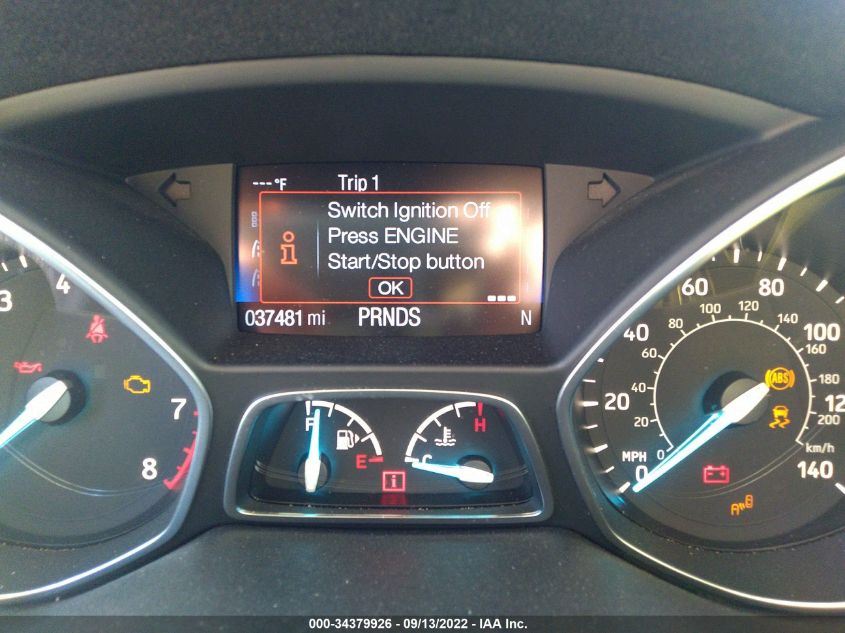 ---°F Trip 1
Switch Ignition Off
Press ENGINE
Start/Stop button
OK
037481 mi PRNDS N
3 4 7 8
F E C H
i
0 20 40 60 80 100 12 140
MPH
0 20 40 60 80 100 120 140 160 180 200
km/h
ABS
000-34379926 - 09/13/2022 - IAA Inc.